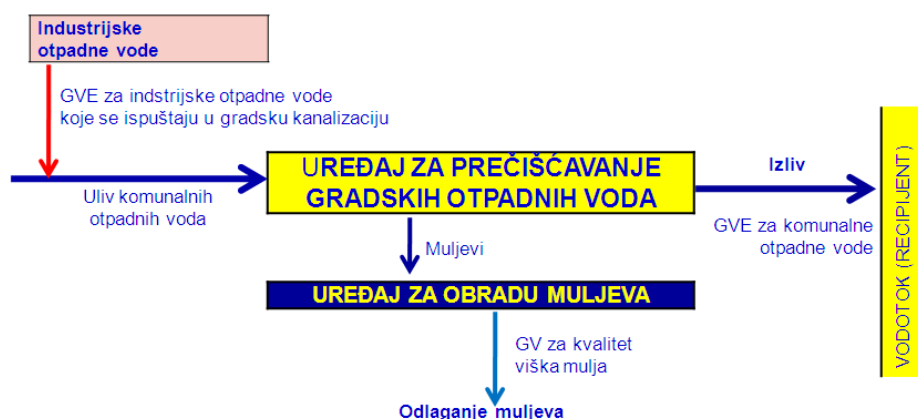 Industrijske
otpadne vode
GVE za indstrijske otpadne vode
koje se ispuštaju u gradsku kanalizaciju
Uliv komunalnih
otpadnih voda
UREĐAJ ZA PREČIŠĆAVANJE
GRADSKIH OTPADNIH VODA
Izliv
GVE za komunalne
otpadne vode
VODOTOK (RECIPIJENT)
Muljevi
UREĐAJ ZA OBRADU MULJEVA
GV za kvalitet
viška mulja
Odlaganje muljeva